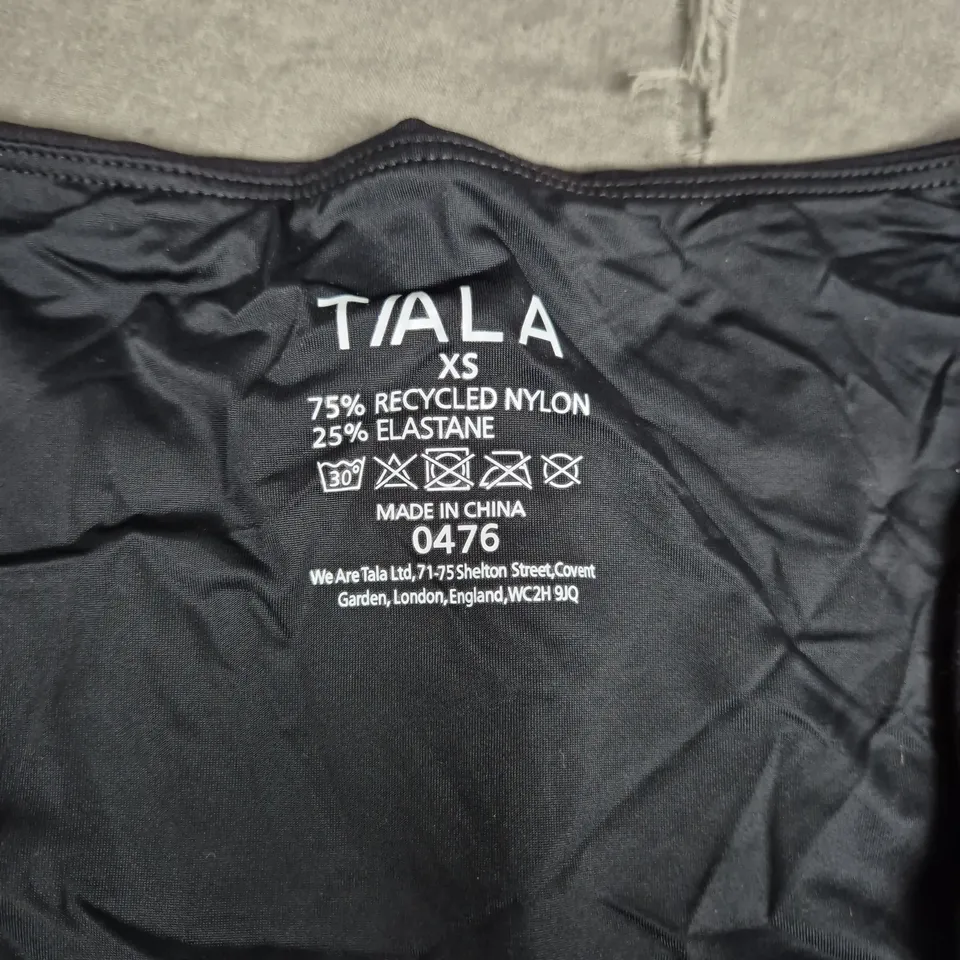 TALA
XS
75% RECYCLED NYLON
25% ELASTANE
30°
MADE IN CHINA
0476
We Are Tala Ltd,71-75 Shelton Street,Covent
Garden, London,England,WC2H 9JQ